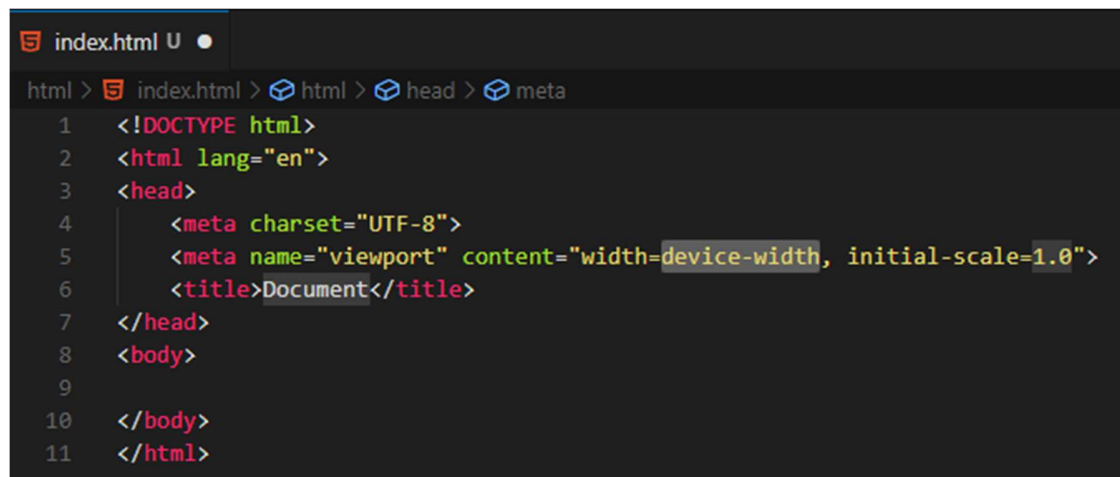 index.html U
html > index.html > html > head > meta
1 <!DOCTYPE html>
2 <html lang="en">
3 <head>
4 <meta charset="UTF-8">
5 <meta name="viewport" content="width=device-width, initial-scale=1.0">
6 <title>Document</title>
7 </head>
8 <body>
9
10 </body>
11 </html>